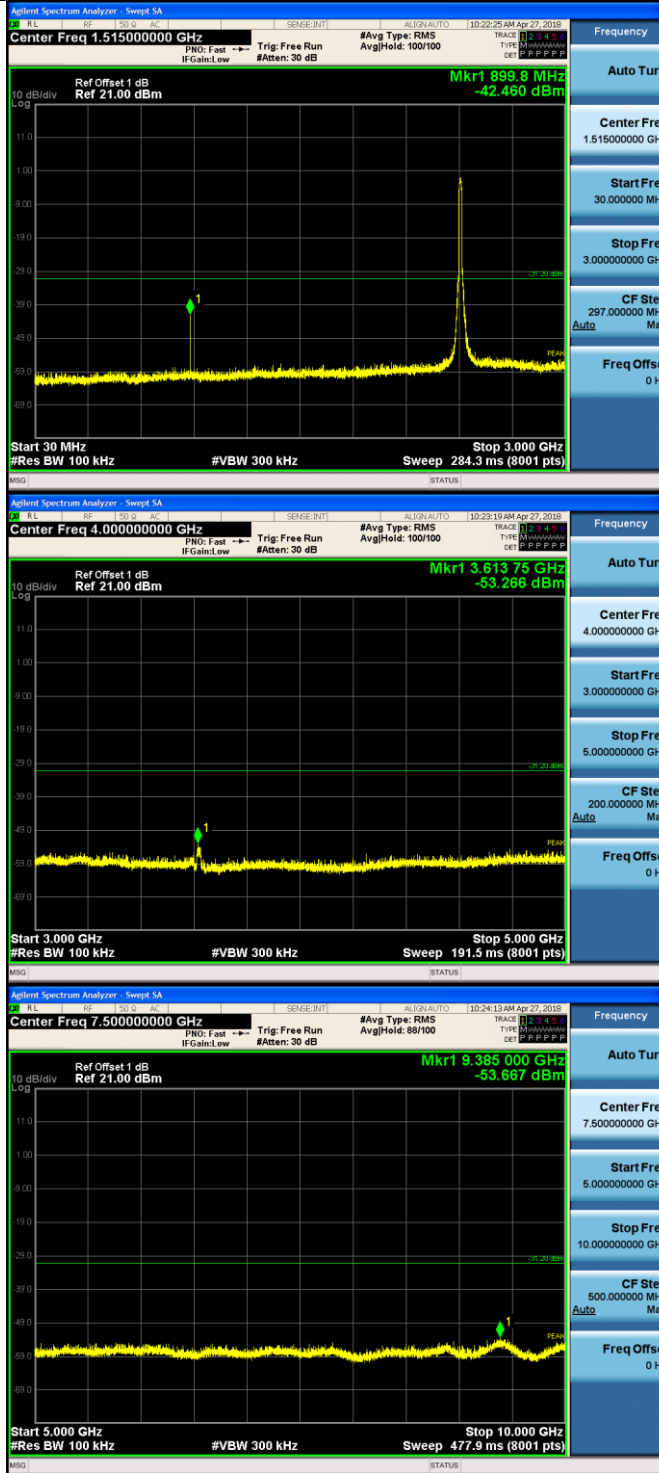 Agilent Spectrum Analyzer - Swept SA
RL RF 50 Ω AC SENSE:INT ALIGNAUTO 10:22:25 AM Apr 27, 2018
Center Freq 1.515000000 GHz #Avg Type: RMS TRACE 1 2 3 4 5 6
PNO: Fast Trig: Free Run Avg|Hold: 100/100 TYPE M
IFGain:Low #Atten: 30 dB DET P P P P P P
Frequency
Mkr1 899.8 MHz
-42.460 dBm
Ref Offset 1 dB
10 dB/div Ref 21.00 dBm
Log
11.0
1.00
-9.00
-19.0
-29.0
-31.20 dBm
-39.0
1
-49.0
PEAK
-59.0
-69.0
Start 30 MHz Stop 3.000 GHz
#Res BW 100 kHz #VBW 300 kHz Sweep 284.3 ms (8001 pts)
MSG STATUS
Auto Tun
Center Fre
1.515000000 GH
Start Fre
30.000000 MH
Stop Fre
3.000000000 GH
CF Ste
297.000000 MH
Auto Ma
Freq Offs
0 H
Agilent Spectrum Analyzer - Swept SA
RL RF 50 Ω AC SENSE:INT ALIGNAUTO 10:23:19 AM Apr 27, 2018
Center Freq 4.000000000 GHz #Avg Type: RMS TRACE 1 2 3 4 5 6
PNO: Fast Trig: Free Run Avg|Hold: 100/100 TYPE M
IFGain:Low #Atten: 30 dB DET P P P P P P
Frequency
Mkr1 3.613 75 GHz
-53.266 dBm
Ref Offset 1 dB
10 dB/div Ref 21.00 dBm
Log
11.0
1.00
-9.00
-19.0
-29.0
-31.20 dBm
-39.0
-49.0
1
PEAK
-59.0
-69.0
Start 3.000 GHz Stop 5.000 GHz
#Res BW 100 kHz #VBW 300 kHz Sweep 191.5 ms (8001 pts)
MSG STATUS
Auto Tun
Center Fre
4.000000000 GH
Start Fre
3.000000000 GH
Stop Fre
5.000000000 GH
CF Ste
200.000000 MH
Auto Ma
Freq Offs
0 H
Agilent Spectrum Analyzer - Swept SA
RL RF 50 Ω AC SENSE:INT ALIGNAUTO 10:24:13 AM Apr 27, 2018
Center Freq 7.500000000 GHz #Avg Type: RMS TRACE 1 2 3 4 5 6
PNO: Fast Trig: Free Run Avg|Hold: 88/100 TYPE M
IFGain:Low #Atten: 30 dB DET P P P P P P
Frequency
Mkr1 9.385 000 GHz
-53.667 dBm
Ref Offset 1 dB
10 dB/div Ref 21.00 dBm
Log
11.0
1.00
-9.00
-19.0
-29.0
-31.20 dBm
-39.0
-49.0
1
PEAK
-59.0
-69.0
Start 5.000 GHz Stop 10.000 GHz
#Res BW 100 kHz #VBW 300 kHz Sweep 477.9 ms (8001 pts)
MSG STATUS
Auto Tun
Center Fre
7.500000000 GH
Start Fre
5.000000000 GH
Stop Fre
10.000000000 GH
CF Ste
500.000000 MH
Auto Ma
Freq Offs
0 H